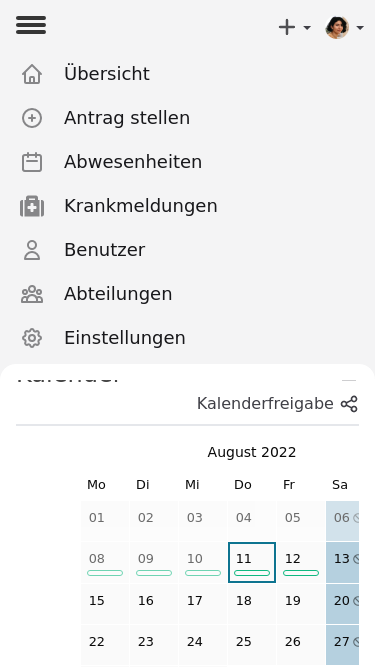 Übersicht
Antrag stellen
Abwesenheiten
Krankmeldungen
Benutzer
Abteilungen
Einstellungen
Kalender
Kalenderfreigabe
August 2022
Mo Di Mi Do Fr Sa
01 02 03 04 05 06
08 09 10 11 12 13
15 16 17 18 19 20
22 23 24 25 26 27